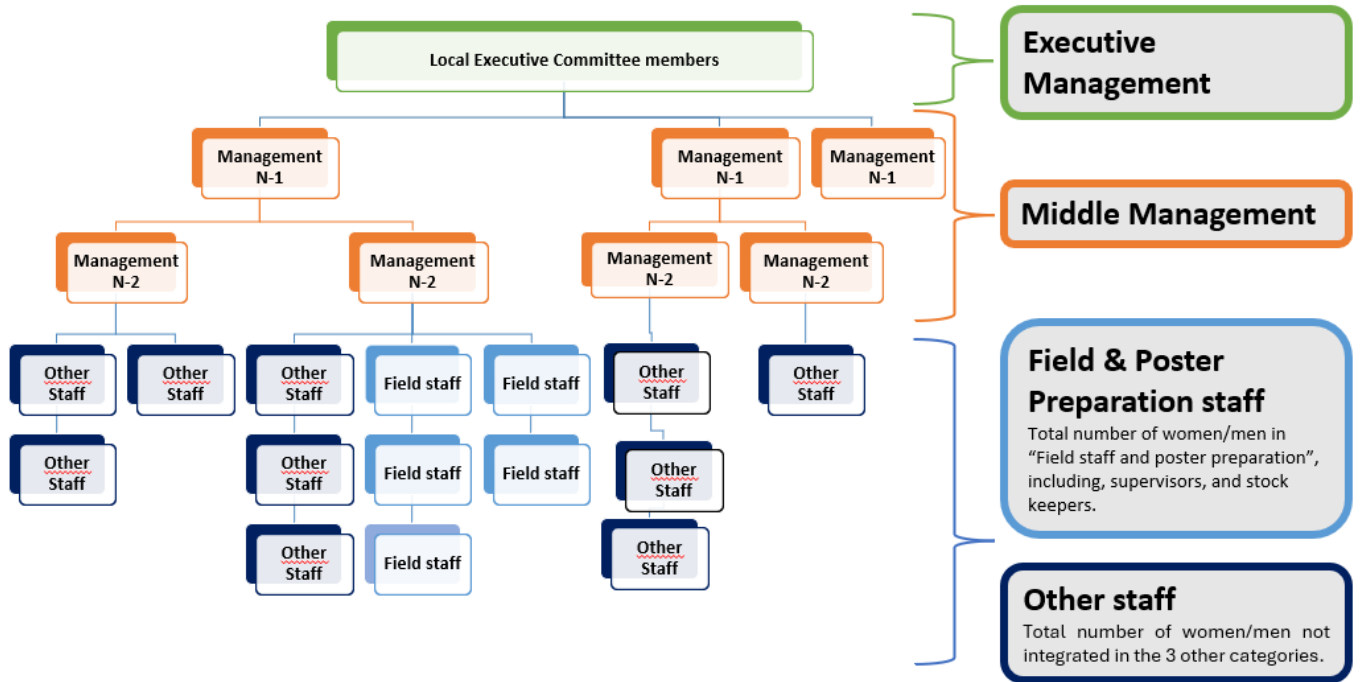 Local Executive Committee members
Executive
Management
Management
N-1
Management
N-1
Management
N-1
Middle Management
Management
N-2
Management
N-2
Management
N-2
Management
N-2
Other
Staff
Other
Staff
Other
Staff
Field staff
Field staff
Other
Staff
Other
Staff
Field & Poster
Preparation staff
Total number of women/men in
“Field staff and poster preparation”,
including, supervisors, and stock
keepers.
Other
Staff
Other
Staff
Field staff
Field staff
Other
Staff
Other
Staff
Field staff
Other
Staff
Other staff
Total number of women/men not
integrated in the 3 other categories.